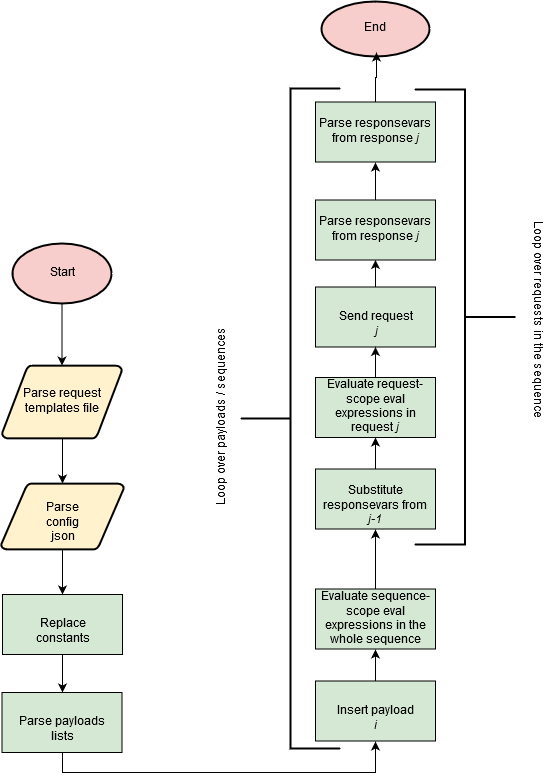 Start
Parse request
templates file
Parse
config
json
Replace
constants
Parse payloads
lists
Insert payload
i
Evaluate sequence-
scope eval
expressions in the
whole sequence
Substitute
responsevars from
j-1
Evaluate request-
scope eval
expressions in
request j
Send request
j
Parse responsevars
from response j
Parse responsevars
from response j
End
Loop over payloads / sequences
Loop over requests in the sequence